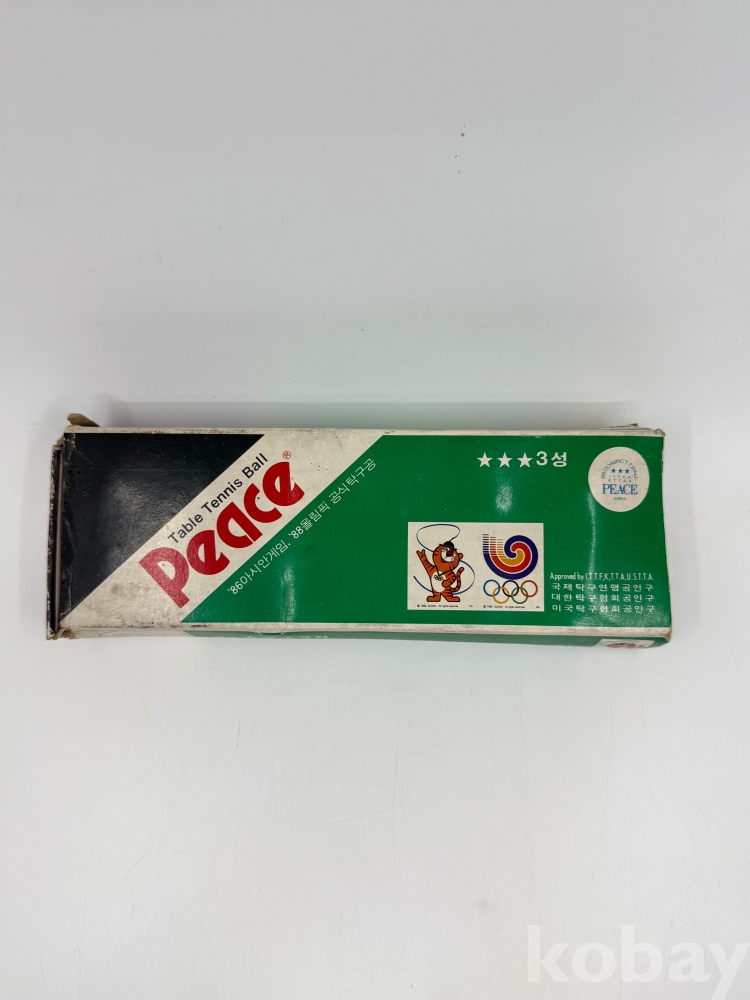 Table Tennis Ball
Peace®
'86아시안게임, '88올림픽 공식탁구공
★★★3성
PEACE
Approved by I.T.T.F,K.T.T.A,U.S.T.T.A.
국제탁구연맹공인구
대한탁구협회공인구
미국탁구협회공인구
kobay